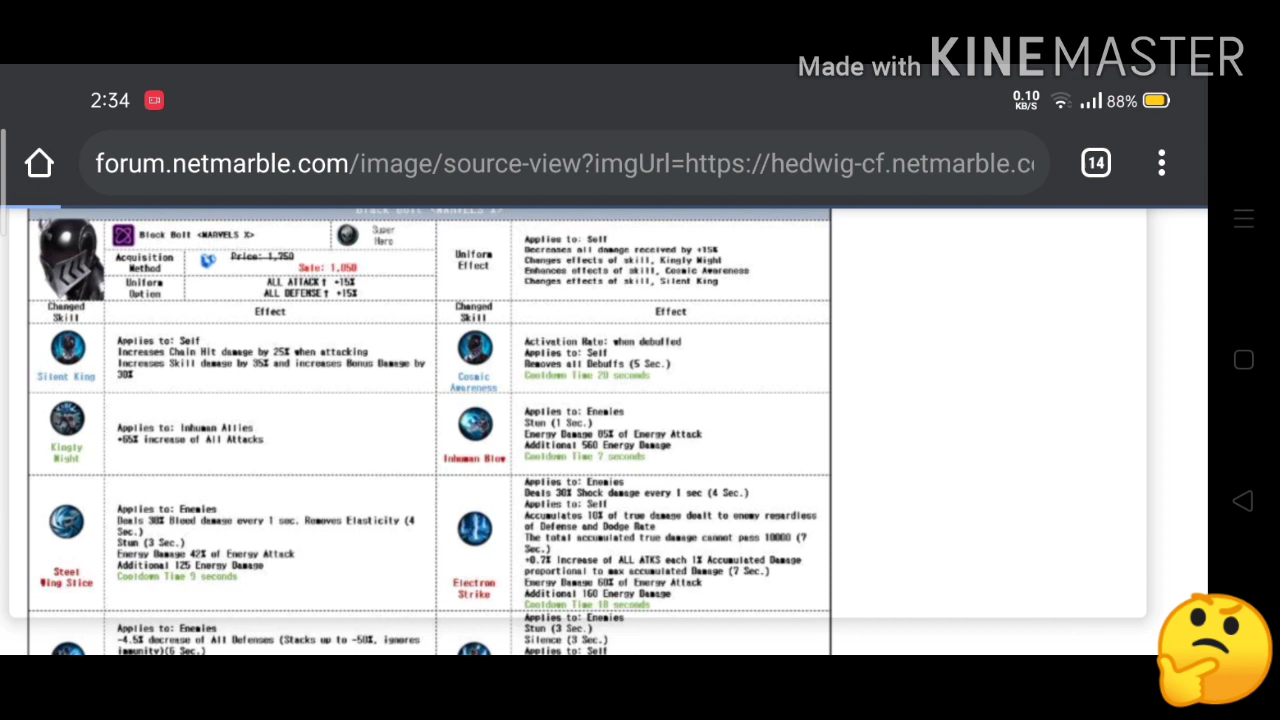 Made with KINEMASTER
2:34
0.10
KB/S
88%
forum.netmarble.com/image/source-view?imgUrl=https://hedwig-cf.netmarble.c
14
Black Bolt <MARVELS X>
Black Bolt <MARVELS X>
Super
Hero
Acquisition
Method
Price: 1,350
Sale: 1,050
Uniform
Option
ALL ATTACK↑ +15%
ALL DEFENSE↑ +15%
Uniform
Effect
Applies to: Self
Decreases all damage received by +15%
Changes effects of skill, Kingly Might
Enhances effects of skill, Cosmic Awareness
Changes effects of skill, Silent King
Changed
Skill
Effect
Changed
Skill
Effect
Silent King
Applies to: Self
Increases Chain Hit damage by 25% when attacking
Increases Skill damage by 35% and increases Bonus Damage by
30%
Cosmic
Awareness
Activation Rate: when debuffed
Applies to: Self
Removes all Debuffs (5 Sec.)
Cooldown Time 20 seconds
Kingly
Might
Applies to: Inhuman Allies
+65% increase of All Attacks
Inhuman Blow
Applies to: Enemies
Stun (1 Sec.)
Energy Damage 85% of Energy Attack
Additional 560 Energy Damage
Cooldown Time 7 seconds
Steel
Wing Slice
Applies to: Enemies
Deals 30% Bleed damage every 1 sec. Removes Elasticity (4
Sec.)
Stun (3 Sec.)
Energy Damage 42% of Energy Attack
Additional 125 Energy Damage
Cooldown Time 9 seconds
Electron
Strike
Applies to: Enemies
Deals 30% Shock damage every 1 sec (4 Sec.)
Applies to: Self
Accumulates 10% of true damage dealt to enemy regardless
of Defense and Dodge Rate
The total accumulated true damage cannot pass 10000 (7
Sec.)
+0.7% Increase of ALL ATKS each 1% Accumulated Damage
proportional to max accumulated Damage (7 Sec.)
Energy Damage 60% of Energy Attack
Additional 160 Energy Damage
Cooldown Time 10 seconds
Applies to: Enemies
-4.5% decrease of All Defenses (Stacks up to -50%, ignores
immunity)(6 Sec.)
Applies to: Enemies
Stun (3 Sec.)
Silence (3 Sec.)
Applies to: Self